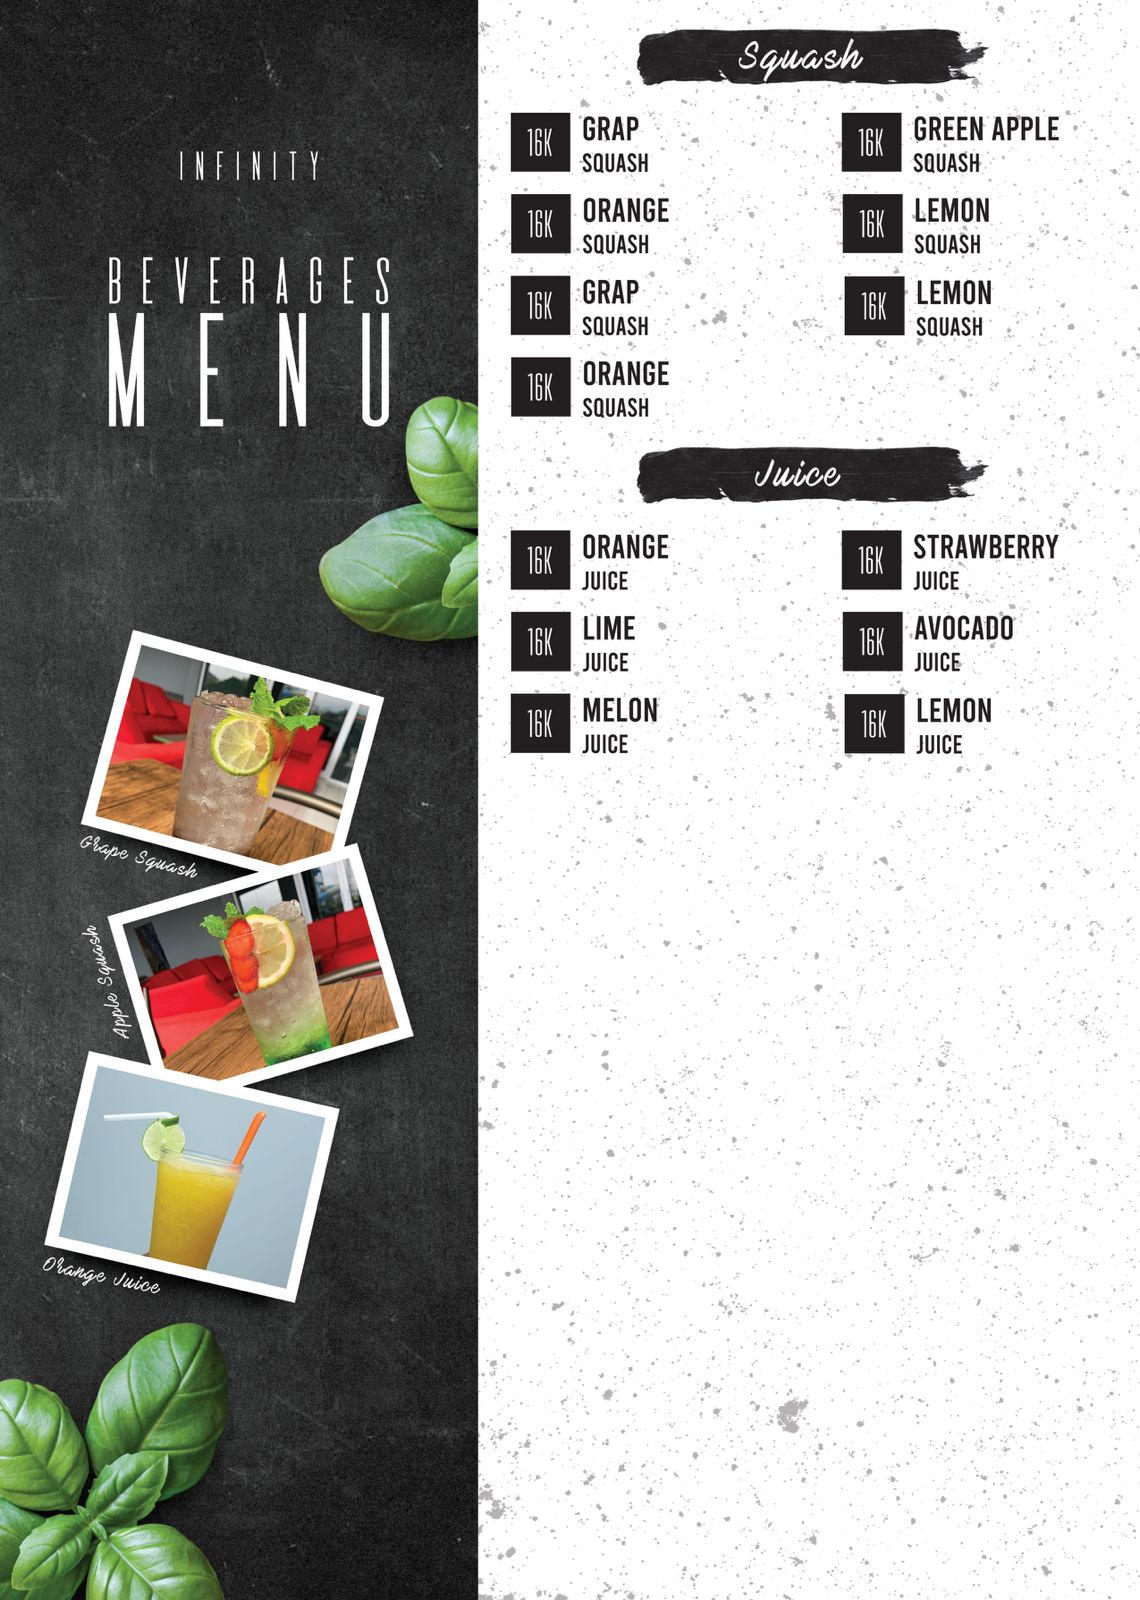 INFINITY
BEVERAGES
MENU
Grape Squash
Apple Squash
Orange Juice
Squash
16K GRAP
SQUASH
16K ORANGE
SQUASH
16K GRAP
SQUASH
16K ORANGE
SQUASH
16K GREEN APPLE
SQUASH
16K LEMON
SQUASH
16K LEMON
SQUASH
Juice
16K ORANGE
JUICE
16K LIME
JUICE
16K MELON
JUICE
16K STRAWBERRY
JUICE
16K AVOCADO
JUICE
16K LEMON
JUICE